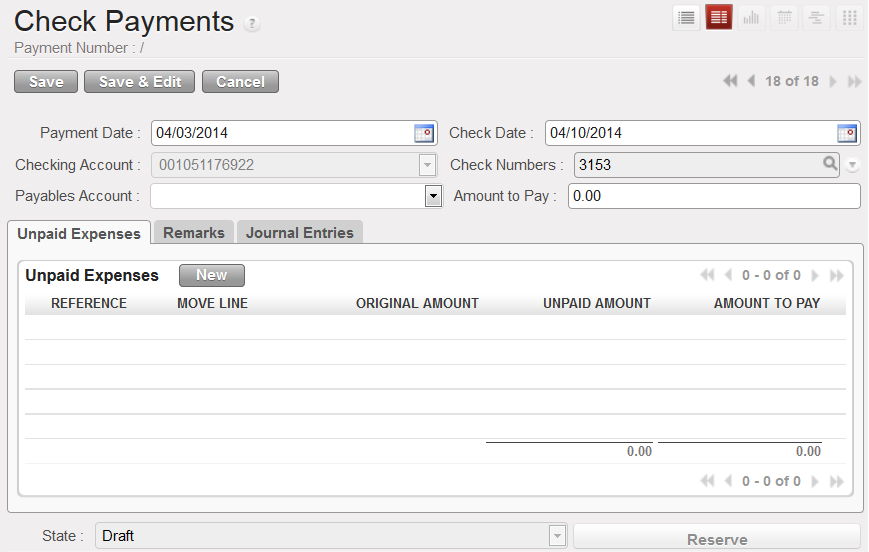 Check Payments ?
Payment Number : /
Save Save & Edit Cancel 18 of 18
Payment Date : 04/03/2014 Check Date : 04/10/2014
Checking Account : 001051176922 Check Numbers : 3153
Payables Account : Amount to Pay : 0.00
Unpaid Expenses Remarks Journal Entries
Unpaid Expenses New 0 - 0 of 0
REFERENCE MOVE LINE ORIGINAL AMOUNT UNPAID AMOUNT AMOUNT TO PAY
0.00 0.00
0 - 0 of 0
State : Draft Reserve